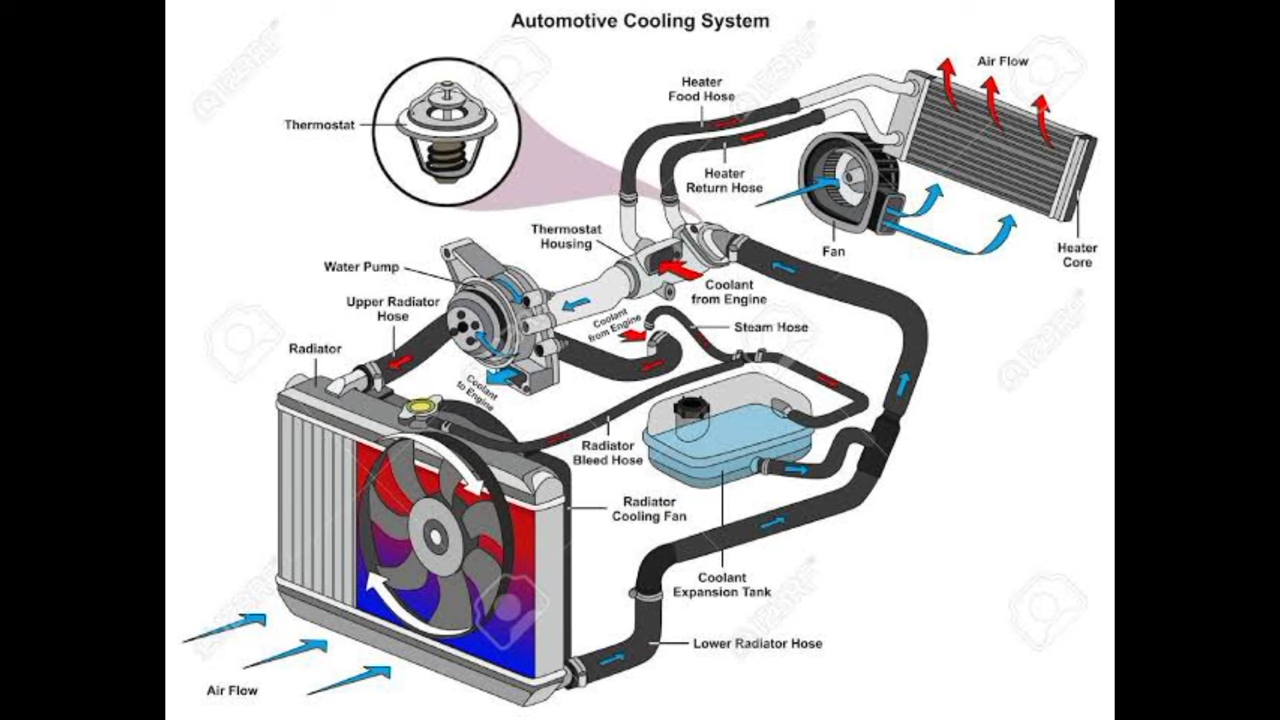 Automotive Cooling System
Air Flow
Heater
Food Hose
Thermostat
Heater
Return Hose
Thermostat
Housing
Fan
Heater
Core
Water Pump
Coolant
from Engine
Upper Radiator
Hose
Coolant
from Engine
Steam Hose
Radiator
Coolant
to Engine
Radiator
Bleed Hose
Radiator
Cooling Fan
Coolant
Expansion Tank
Lower Radiator Hose
Air Flow